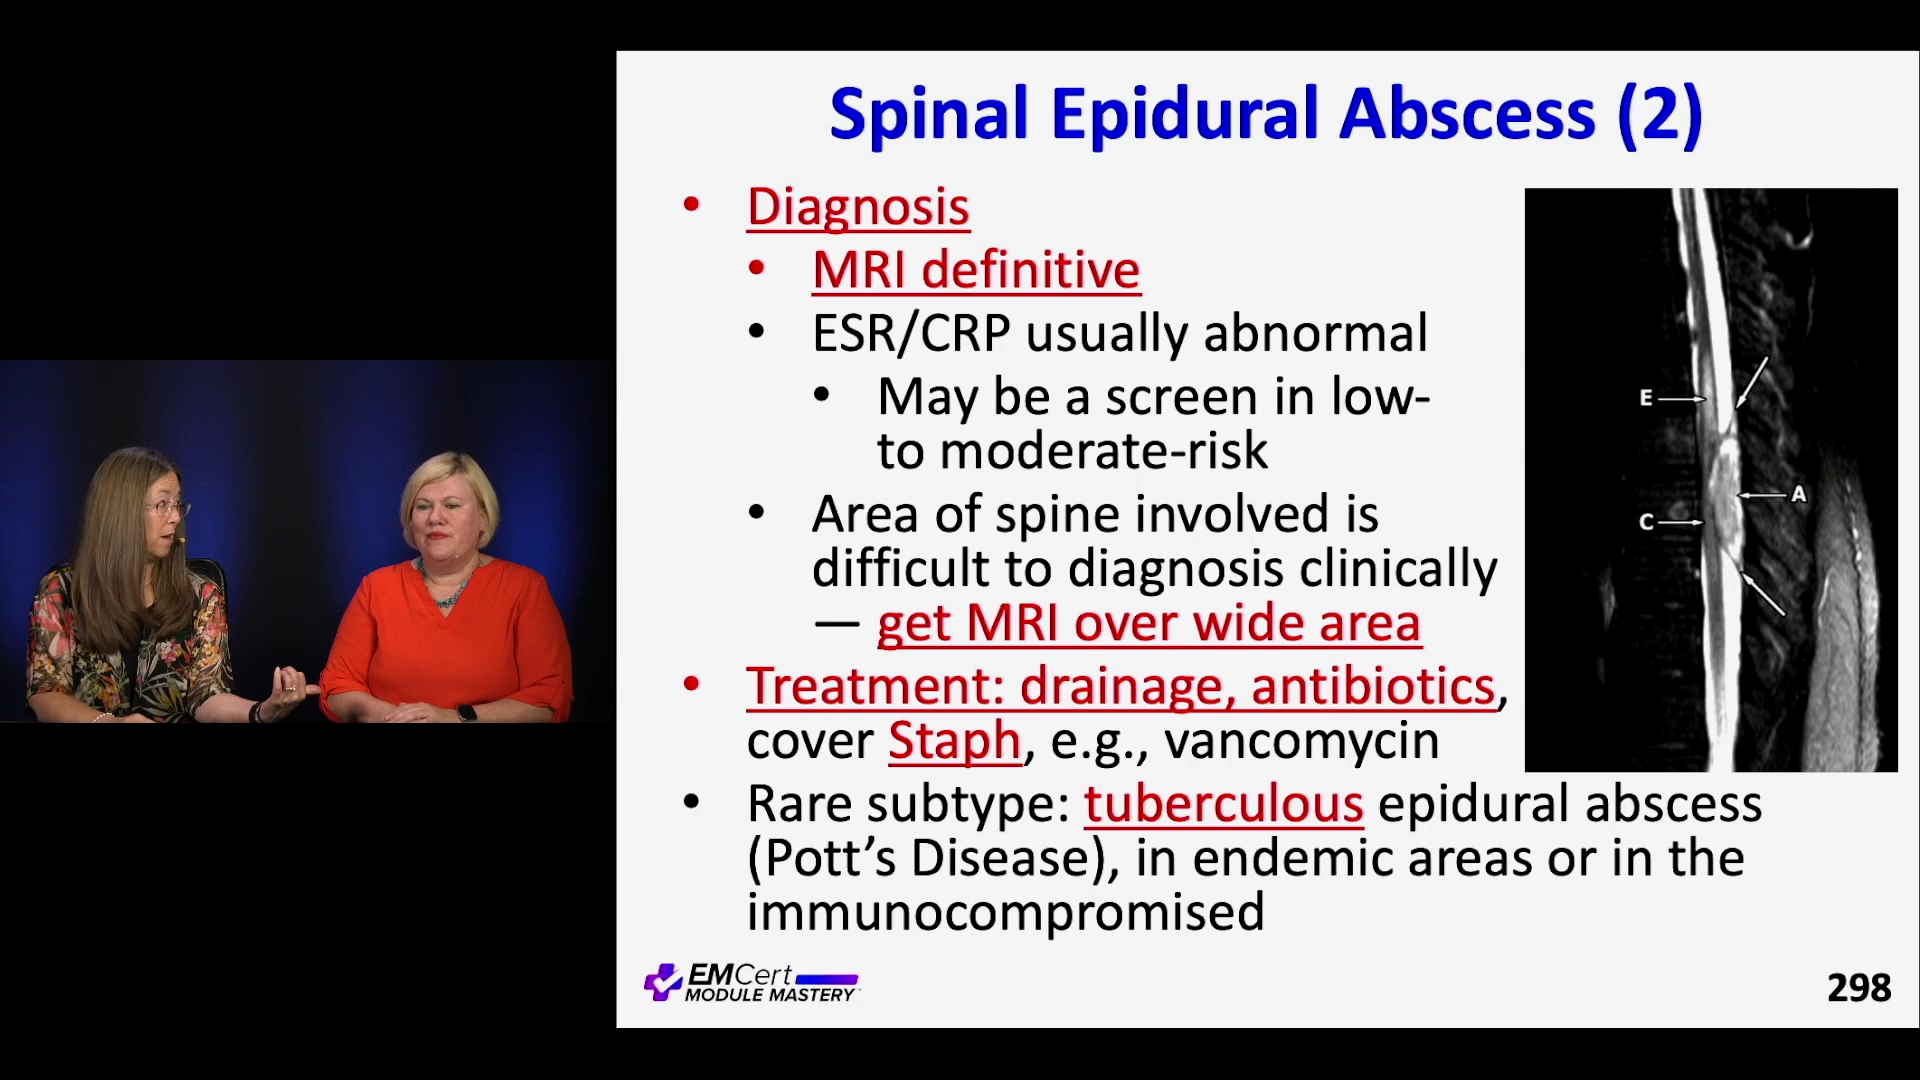 Spinal Epidural Abscess (2)
• Diagnosis
• MRI definitive
• ESR/CRP usually abnormal
• May be a screen in low-
to moderate-risk
• Area of spine involved is
difficult to diagnosis clinically
— get MRI over wide area
• Treatment: drainage, antibiotics,
cover Staph, e.g., vancomycin
• Rare subtype: tuberculous epidural abscess
(Pott’s Disease), in endemic areas or in the
immunocompromised
E
A
C
EMCert
MODULE MASTERY
298